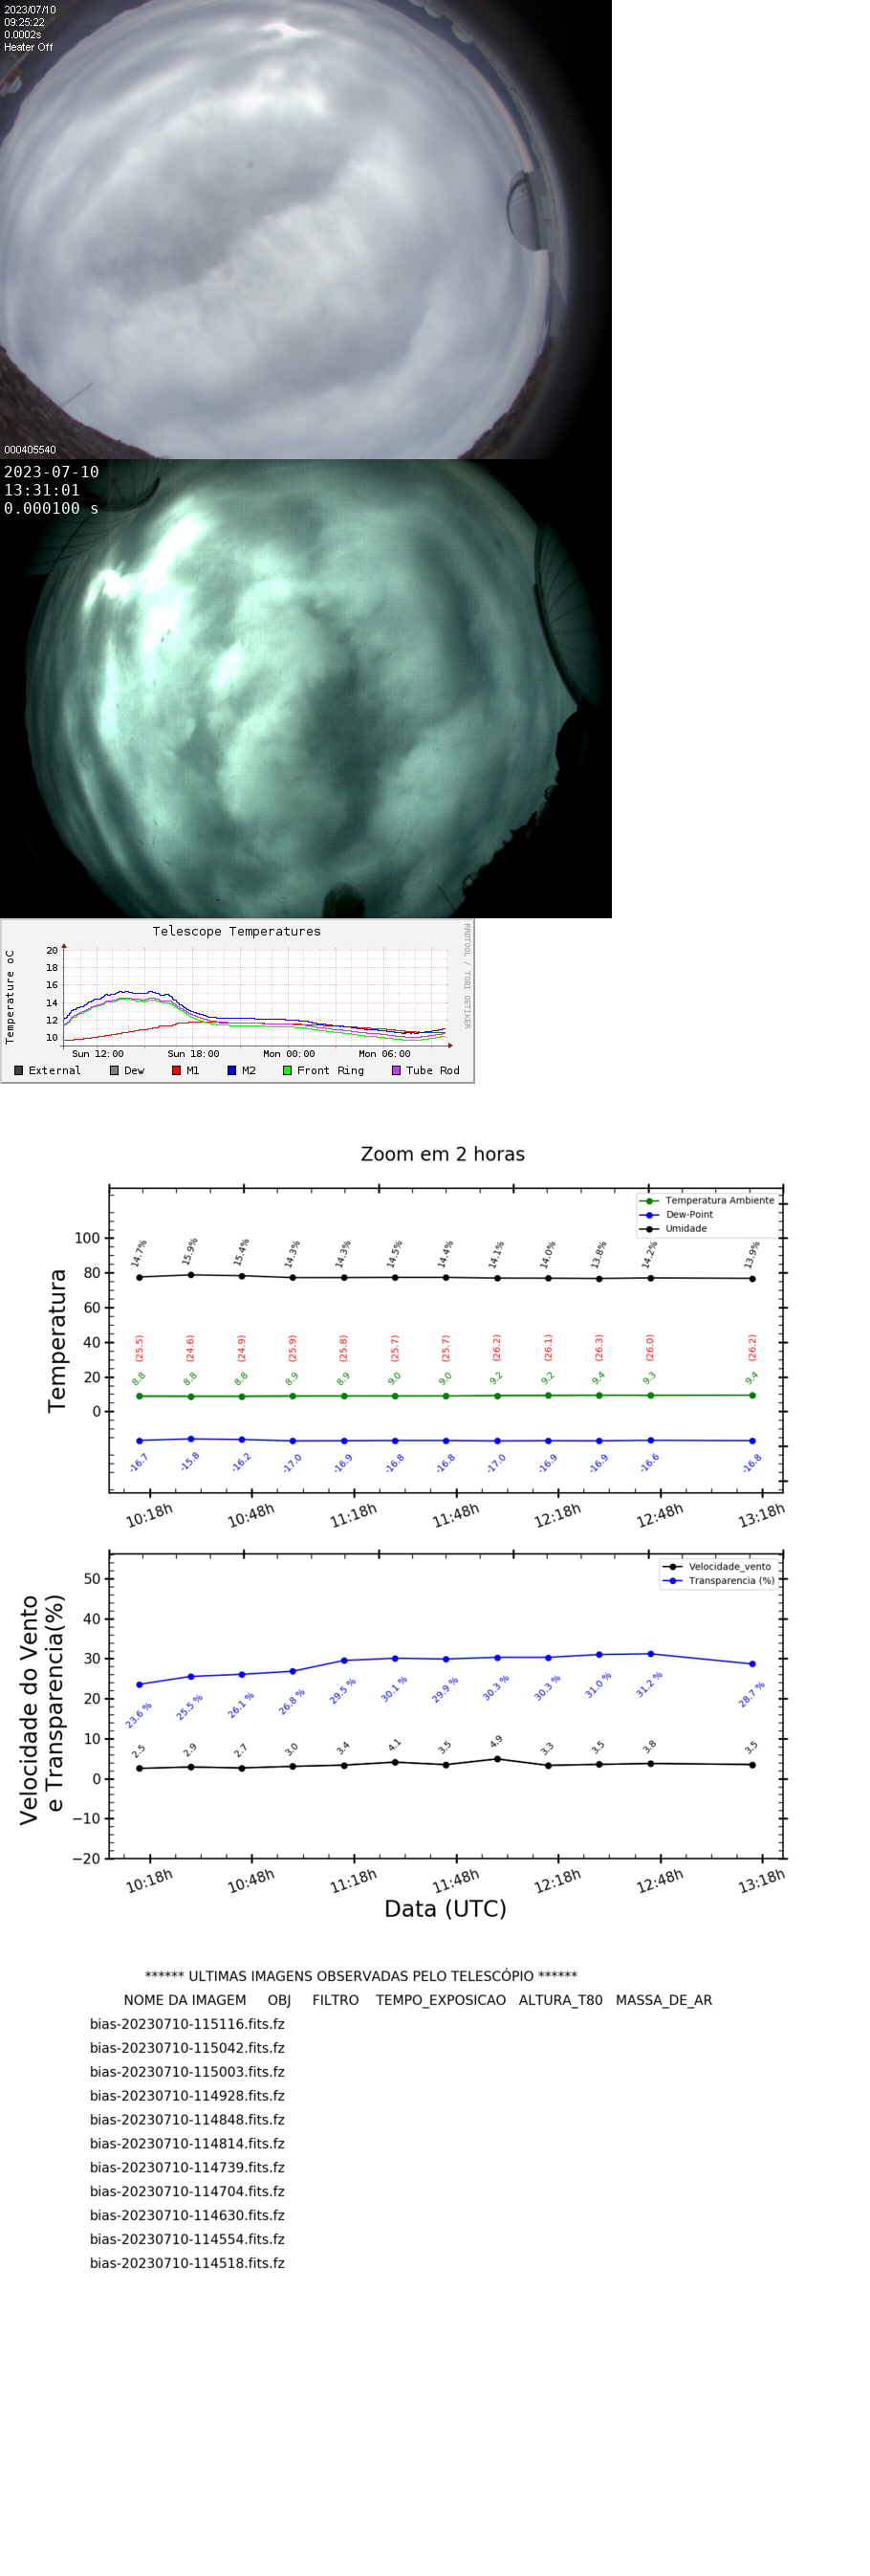 2023/07/10
09:25:22
0.0002s
Heater Off
000405540
2023-07-10
13:31:01
0.000100 s
Telescope Temperatures
RRDTOOL / TOBI OETIKER
Temperature oC
20
18
16
14
12
10
Sun 12:00 Sun 18:00 Mon 00:00 Mon 06:00
External Dew M1 M2 Front Ring Tube Rod
Zoom em 2 horas
Temperatura Ambiente
Dew-Point
Umidade
Temperatura
100
80
60
40
20
0
14.7% 15.9% 15.4% 14.3% 14.3% 14.5% 14.4% 14.1% 14.0% 13.8% 14.2% 13.9%
(25.5) (24.6) (24.9) (25.9) (25.8) (25.7) (25.7) (26.2) (26.1) (26.3) (26.0) (26.2)
8.8 8.8 8.8 8.9 8.9 9.0 9.0 9.2 9.2 9.4 9.3 9.4
-16.7 -15.8 -16.2 -17.0 -16.9 -16.8 -16.8 -17.0 -16.9 -16.9 -16.6 -16.8
10:18h 10:48h 11:18h 11:48h 12:18h 12:48h 13:18h
Velocidade_vento
Transparencia (%)
Velocidade do Vento
e Transparencia(%)
50
40
30
20
10
0
−10
−20
23.6 % 25.5 % 26.1 % 26.8 % 29.5 % 30.1 % 29.9 % 30.3 % 30.3 % 31.0 % 31.2 % 28.7 %
2.5 2.9 2.7 3.0 3.4 4.1 3.5 4.9 3.3 3.5 3.8 3.5
10:18h 10:48h 11:18h 11:48h 12:18h 12:48h 13:18h
Data (UTC)
****** ULTIMAS IMAGENS OBSERVADAS PELO TELESCÓPIO ******
NOME DA IMAGEM OBJ FILTRO TEMPO_EXPOSICAO ALTURA_T80 MASSA_DE_AR
bias-20230710-115116.fits.fz
bias-20230710-115042.fits.fz
bias-20230710-115003.fits.fz
bias-20230710-114928.fits.fz
bias-20230710-114848.fits.fz
bias-20230710-114814.fits.fz
bias-20230710-114739.fits.fz
bias-20230710-114704.fits.fz
bias-20230710-114630.fits.fz
bias-20230710-114554.fits.fz
bias-20230710-114518.fits.fz